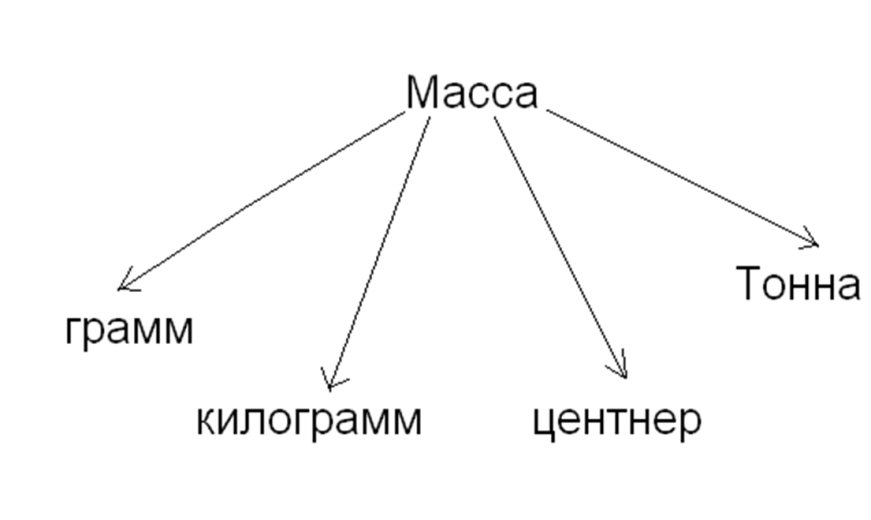 Масса
Тонна
грамм
килограмм
центнер